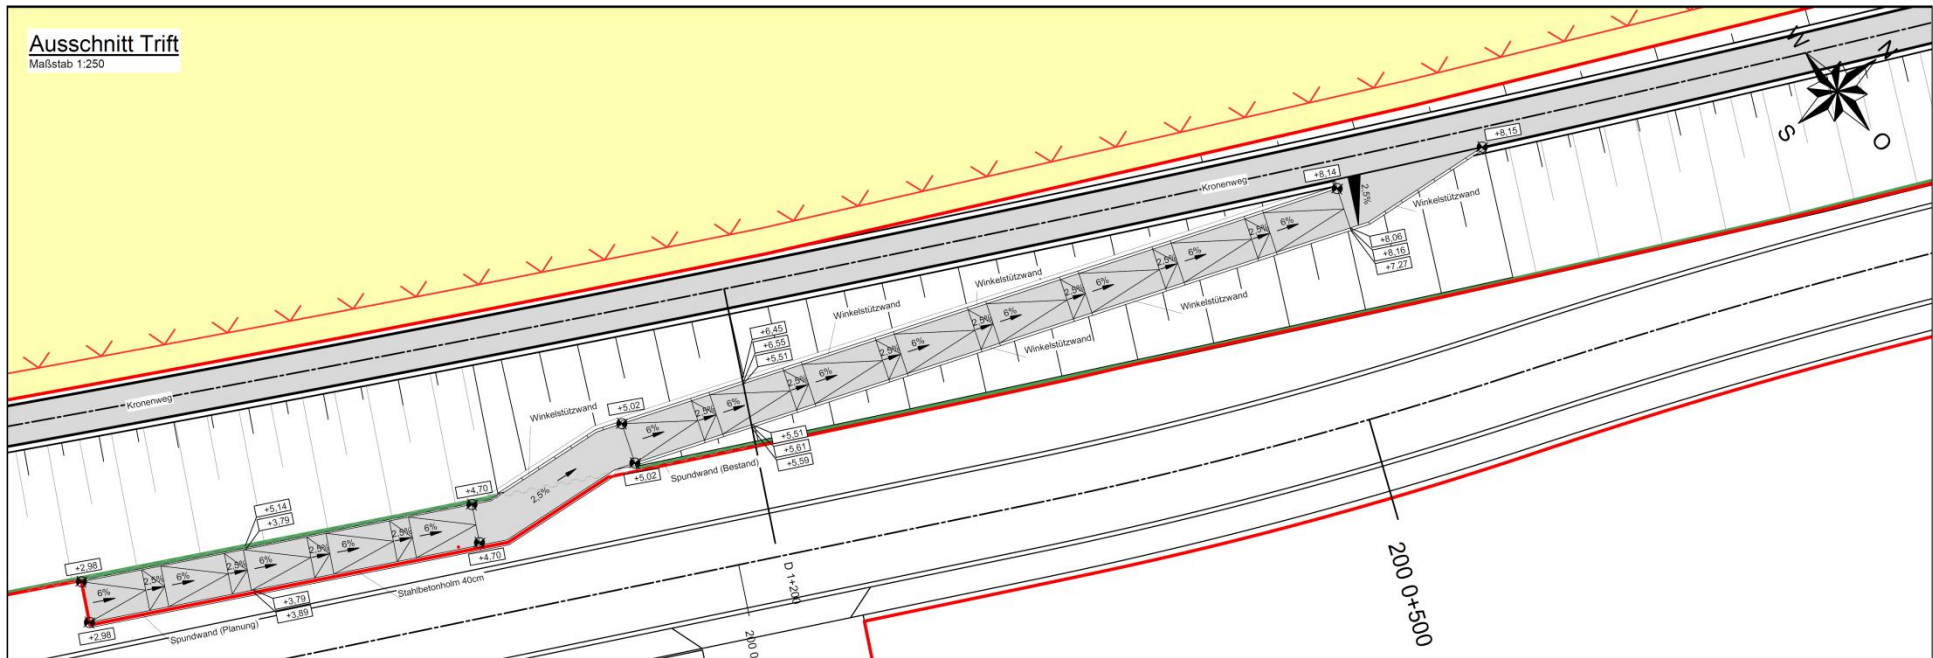 Ausschnitt Trift
Maßstab 1:250
W
N
S
O
+8,15
+8,14
Kronenweg
2,5%
Winkelstützwand
+8,06
+8,16
+7,27
6%
2,5%
6%
2,5%
6%
2,5%
6%
2,5%
6%
2,5%
6%
2,5%
6%
2,5%
6%
Winkelstützwand
Winkelstützwand
Winkelstützwand
Winkelstützwand
+6,45
+6,55
+5,51
Kronenweg
Winkelstützwand
+5,02
+5,51
+5,61
+5,59
+5,02
Spundwand (Bestand)
2,5%
+4,70
+4,70
+5,14
+3,79
6%
2,5%
6%
2,5%
6%
2,5%
6%
2,5%
6%
+2,98
+2,98
+3,79
+3,89
Stahlbetonholm 40cm
Spundwand (Planung)
D 1+200
200 0+500
200 0